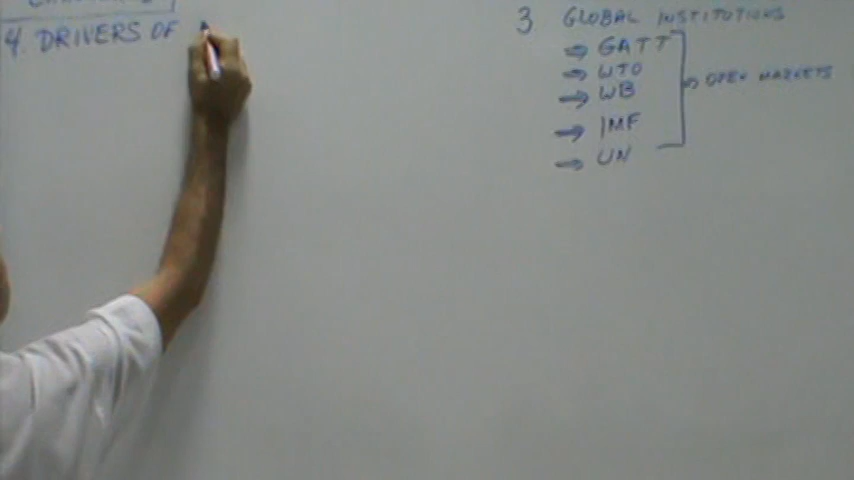 4. DRIVERS OF
3 GLOBAL INSTITUTIONS
⇒ GATT
⇒ WTO
⇒ WB
⇒ IMF
⇒ UN
OPEN MARKETS